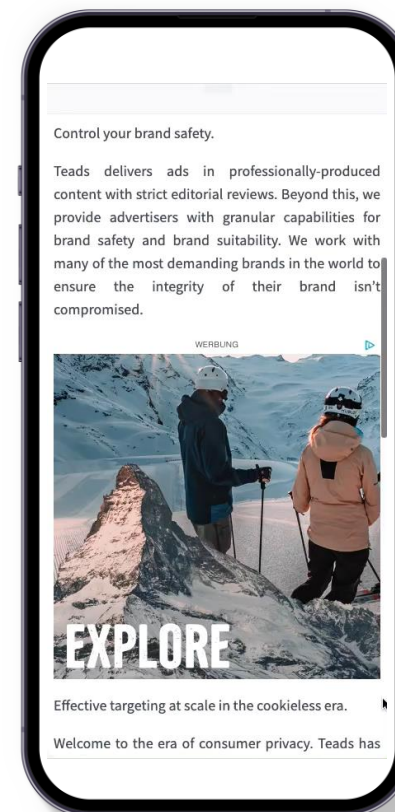 Control your brand safety.
Teads delivers ads in professionally-produced
content with strict editorial reviews. Beyond this, we
provide advertisers with granular capabilities for
brand safety and brand suitability. We work with
many of the most demanding brands in the world to
ensure the integrity of their brand isn't
compromised.
WERBUNG
EXPLORE
Effective targeting at scale in the cookieless era.
Welcome to the era of consumer privacy. Teads has